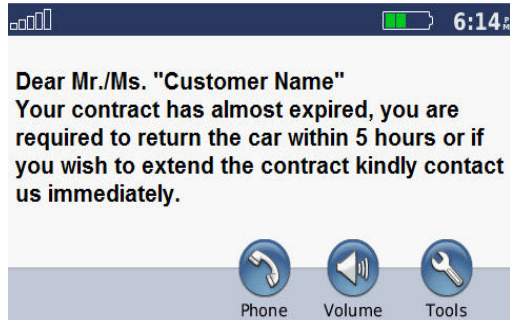 6:14 PM
Dear Mr./Ms. "Customer Name"
Your contract has almost expired, you are
required to return the car within 5 hours or if
you wish to extend the contract kindly contact
us immediately.
Phone Volume Tools